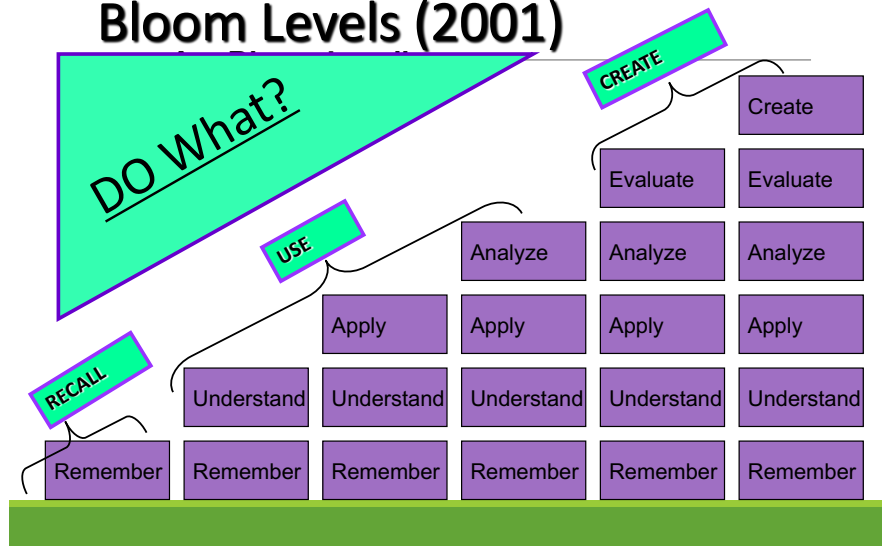 Bloom Levels (2001)
DO What?
CREATE
Create
Evaluate Evaluate
USE
Analyze Analyze Analyze
Apply Apply Apply Apply
RECALL
Understand Understand Understand Understand Understand
Remember Remember Remember Remember Remember Remember